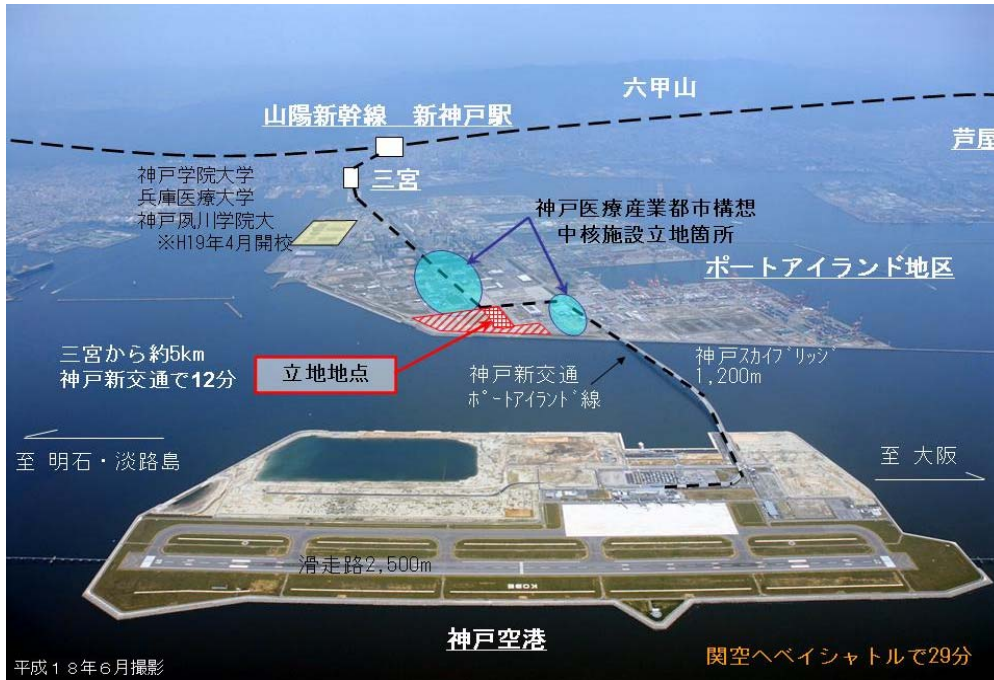 六甲山
山陽新幹線　新神戸駅
芦屋
神戸学院大学
兵庫医療大学
神戸夙川学院大
※H19年4月開校
三宮
神戸医療産業都市構想
中核施設立地箇所
ポートアイランド地区
三宮から約5km
神戸新交通で12分
立地地点
神戸新交通
ポートアイランド線
神戸スカイブリッジ
1,200m
至 明石・淡路島
至 大阪
滑走路2,500m
KOBE
神戸空港
平成18年6月撮影
関空へベイシャトルで29分